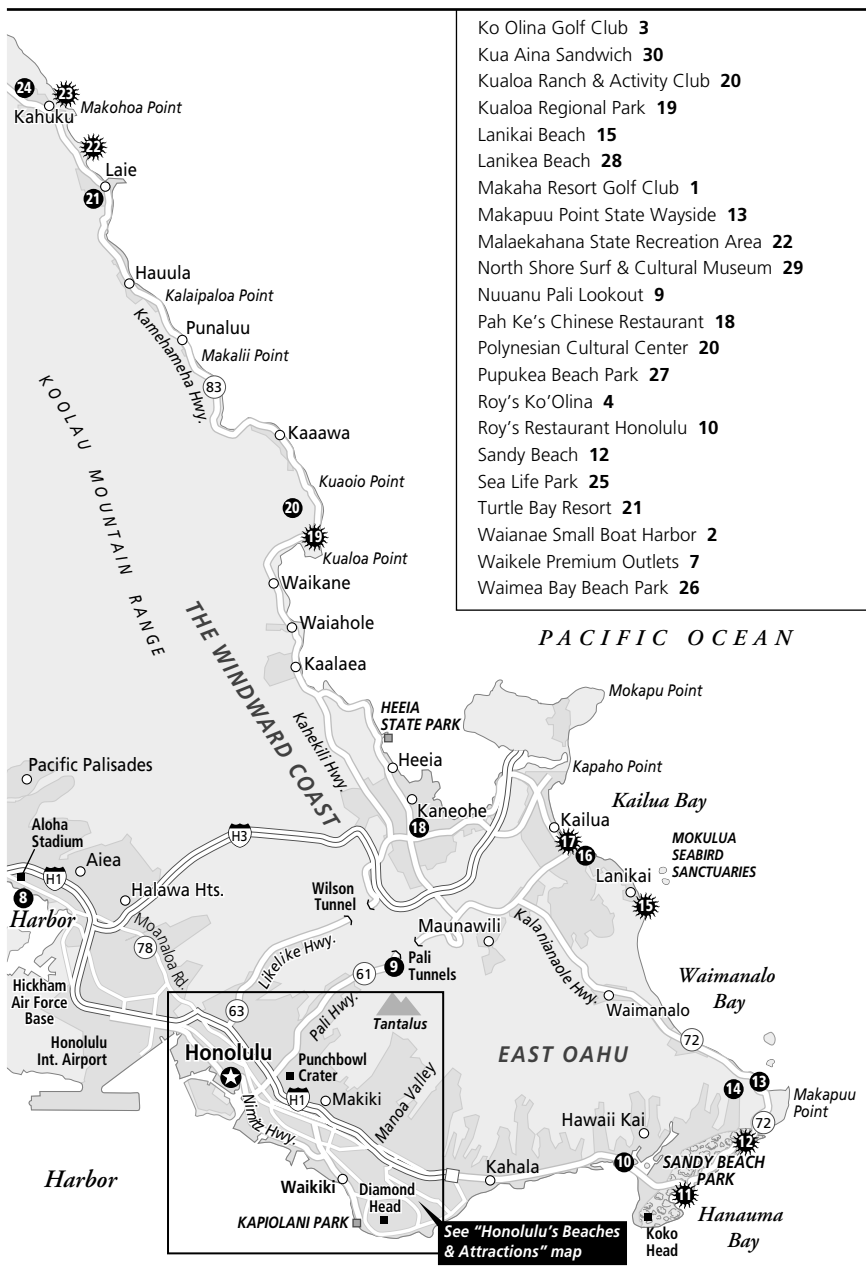 Ko Olina Golf Club 3
Kua Aina Sandwich 30
Kualoa Ranch & Activity Club 20
Kualoa Regional Park 19
Lanikai Beach 15
Lanikea Beach 28
Makaha Resort Golf Club 1
Makapuu Point State Wayside 13
Malaekahana State Recreation Area 22
North Shore Surf & Cultural Museum 29
Nuuanu Pali Lookout 9
Pah Ke's Chinese Restaurant 18
Polynesian Cultural Center 20
Pupukea Beach Park 27
Roy's Ko'Olina 4
Roy's Restaurant Honolulu 10
Sandy Beach 12
Sea Life Park 25
Turtle Bay Resort 21
Waianae Small Boat Harbor 2
Waikele Premium Outlets 7
Waimea Bay Beach Park 26
24
23
Kahuku
Makohoa Point
22
Laie
21
Hauula
Kalaipaloa Point
Punaluu
Kamehameha Hwy.
Makalii Point
83
KOOLAU MOUNTAIN RANGE
Kaaawa
Kuaoio Point
20
19
Kualoa Point
Waikane
THE WINDWARD COAST
Waiahole
Kaalaea
PACIFIC OCEAN
Mokapu Point
HEEIA
STATE PARK
Kahekili Hwy.
Heeia
Kapaho Point
Pacific Palisades
Kaneohe
18
Kailua Bay
Kailua
17
16
MOKULUA
SEABIRD
SANCTUARIES
Lanikai
15
Aloha
Stadium
H3
Aiea
H1
8
Harbor
Halawa Hts.
Wilson
Tunnel
Moanaloa Rd.
78
Likelike Hwy.
Maunawili
Kalanianaole Hwy.
61
9
Pali
Tunnels
Hickham
Air Force
Base
63
Pali Hwy.
Tantalus
Waimanalo
Waimanalo
Bay
72
Honolulu
Int. Airport
Honolulu
Punchbowl
Crater
H1
Makiki
Manoa Valley
Nimitz Hwy.
EAST OAHU
14
13
Makapuu
Point
72
Hawaii Kai
12
10
SANDY BEACH
PARK
11
Kahala
Harbor
Waikiki
Diamond
Head
KAPIOLANI PARK
Koko
Head
Hanauma
Bay
See "Honolulu's Beaches
& Attractions" map